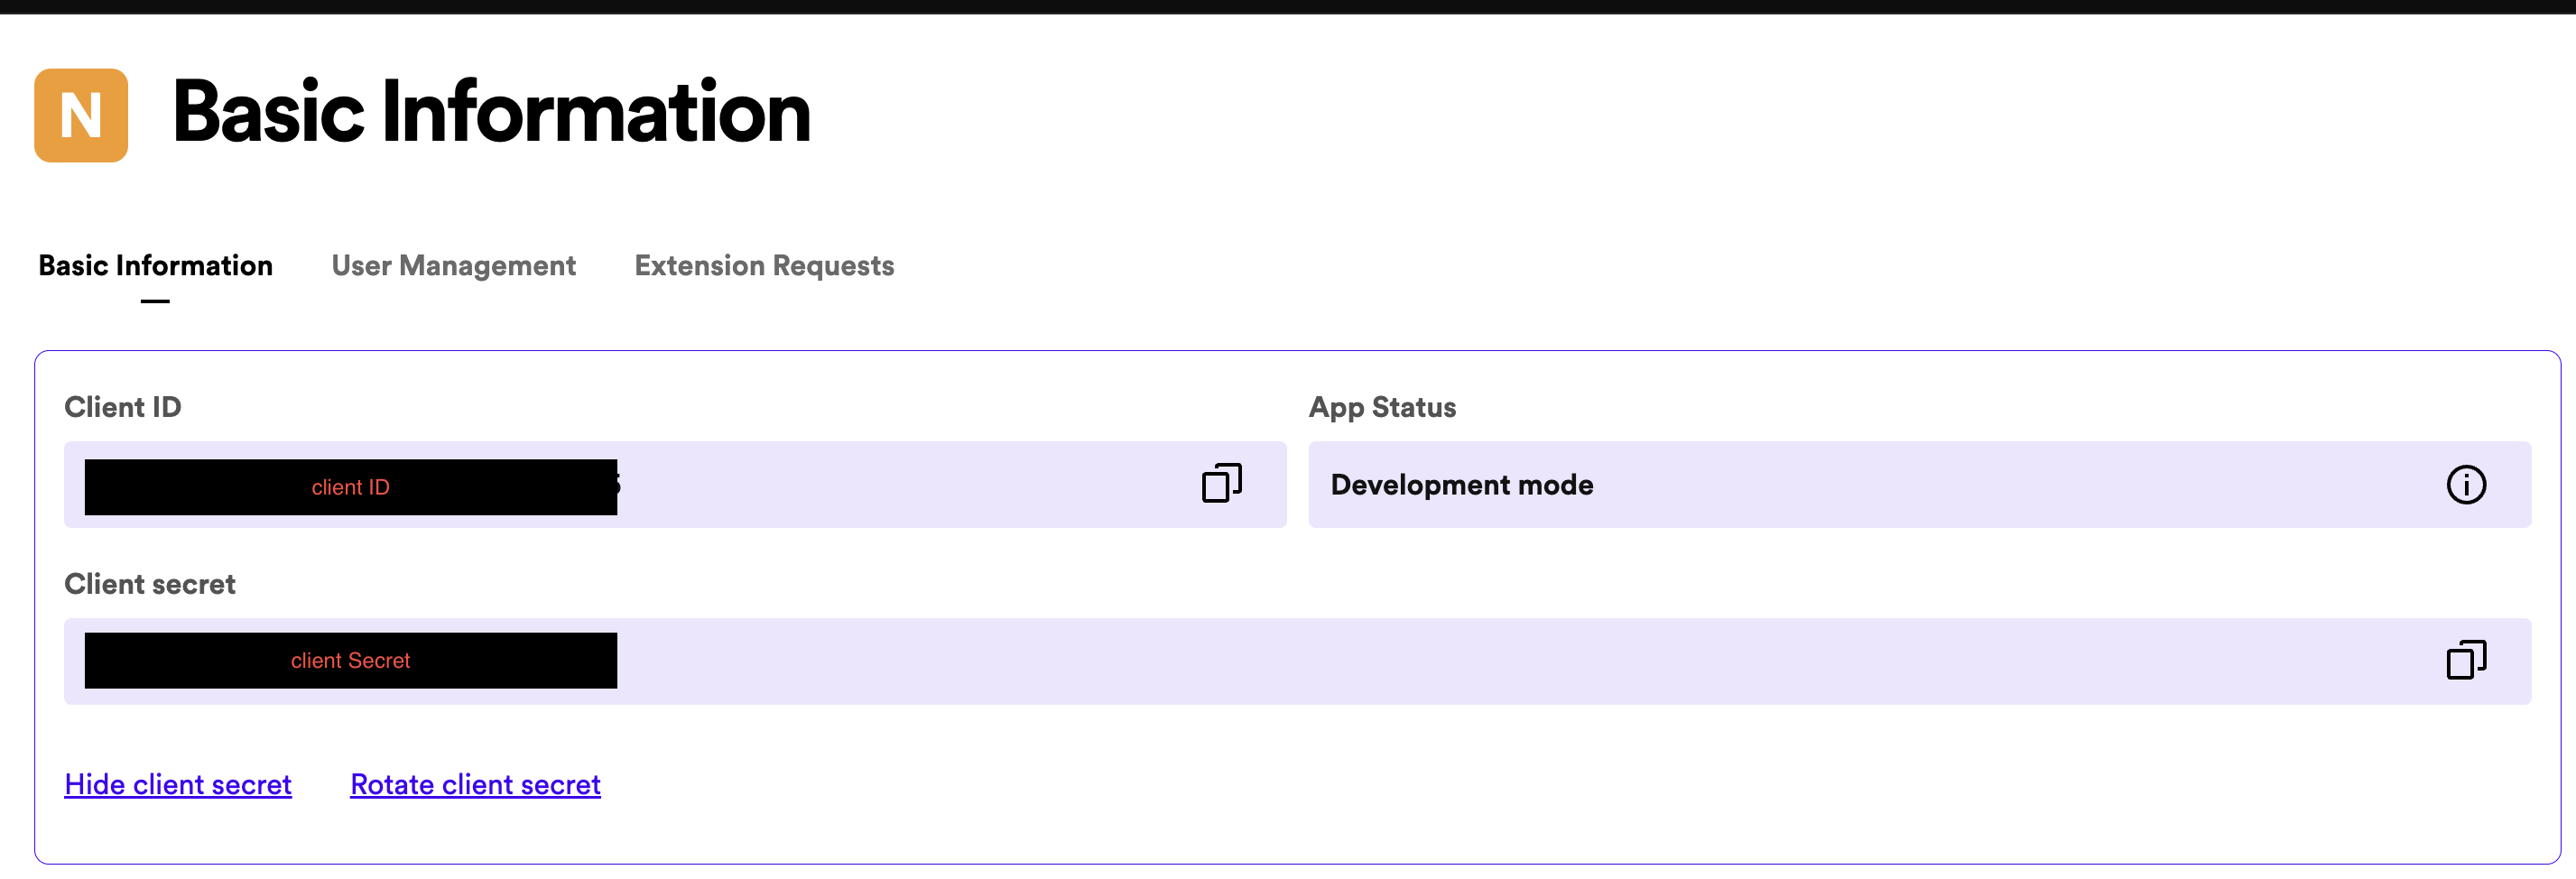 N Basic Information
Basic Information User Management Extension Requests
Client ID App Status
client ID Development mode
Client secret
client Secret
Hide client secret Rotate client secret